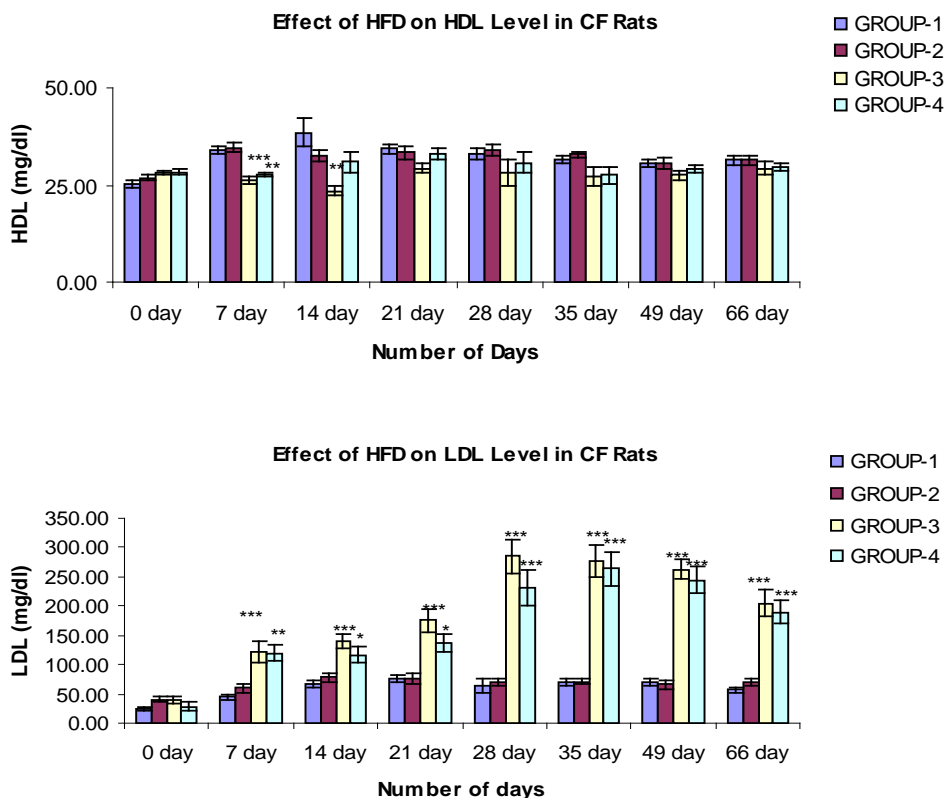 Effect of HFD on HDL Level in CF Rats
GROUP-1
GROUP-2
GROUP-3
GROUP-4
HDL (mg/dl)
50.00
25.00
0.00
***
**
**
0 day 7 day 14 day 21 day 28 day 35 day 49 day 66 day
Number of Days
Effect of HFD on LDL Level in CF Rats
GROUP-1
GROUP-2
GROUP-3
GROUP-4
LDL (mg/dl)
350.00
300.00
250.00
200.00
150.00
100.00
50.00
0.00
***
**
***
*
***
*
***
***
***
***
***
***
***
***
0 day 7 day 14 day 21 day 28 day 35 day 49 day 66 day
Number of days